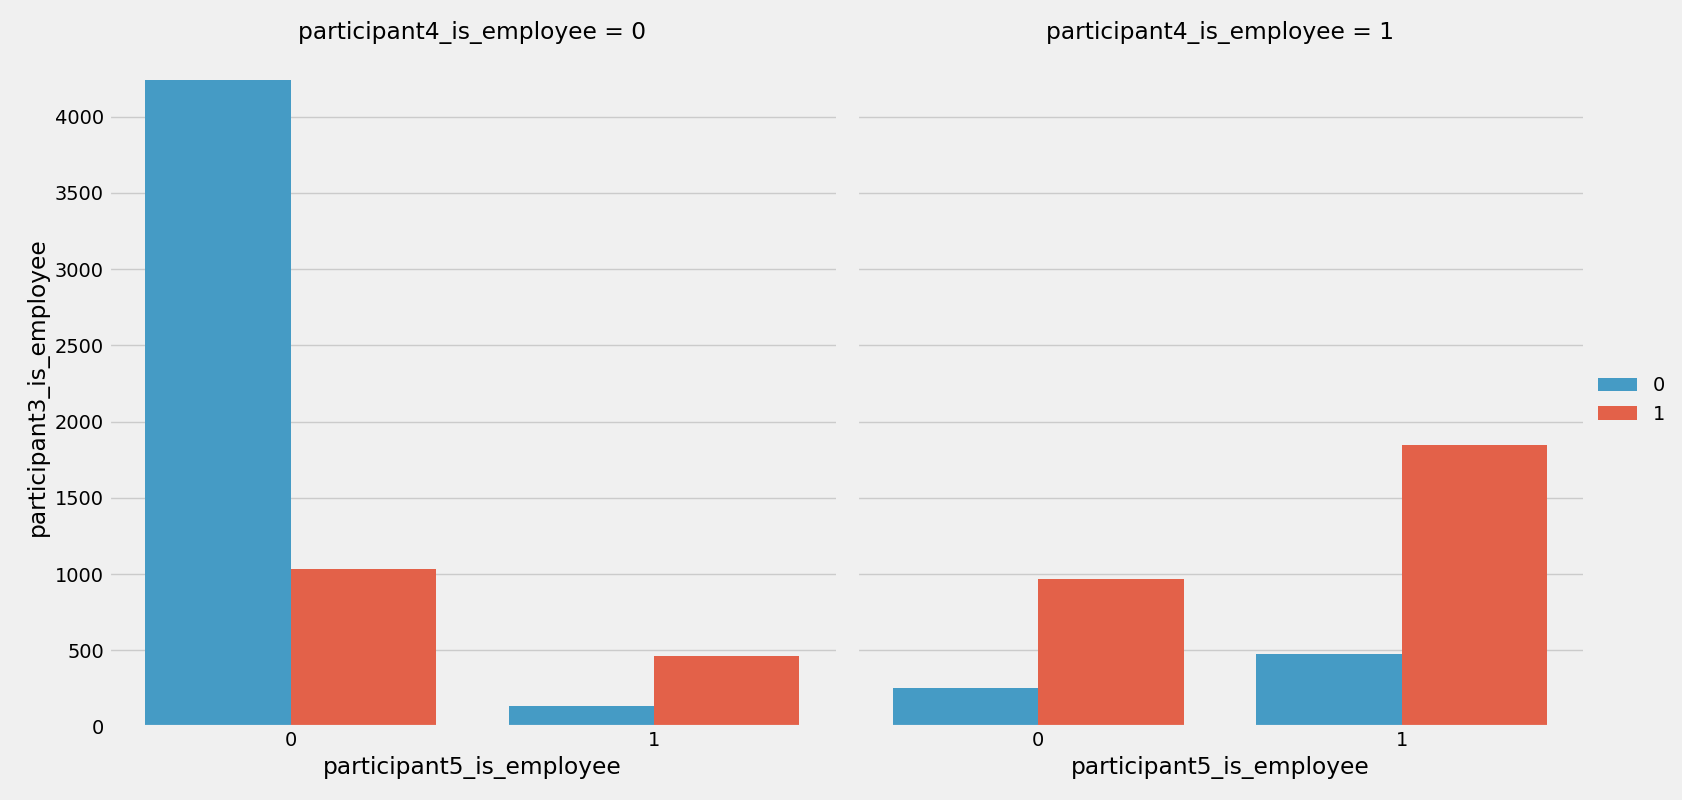 participant4_is_employee = 0
participant4_is_employee = 1
participant3_is_employee
4000
3500
3000
2500
2000
1500
1000
500
0
0 1
0 1
participant5_is_employee
participant5_is_employee
0
1